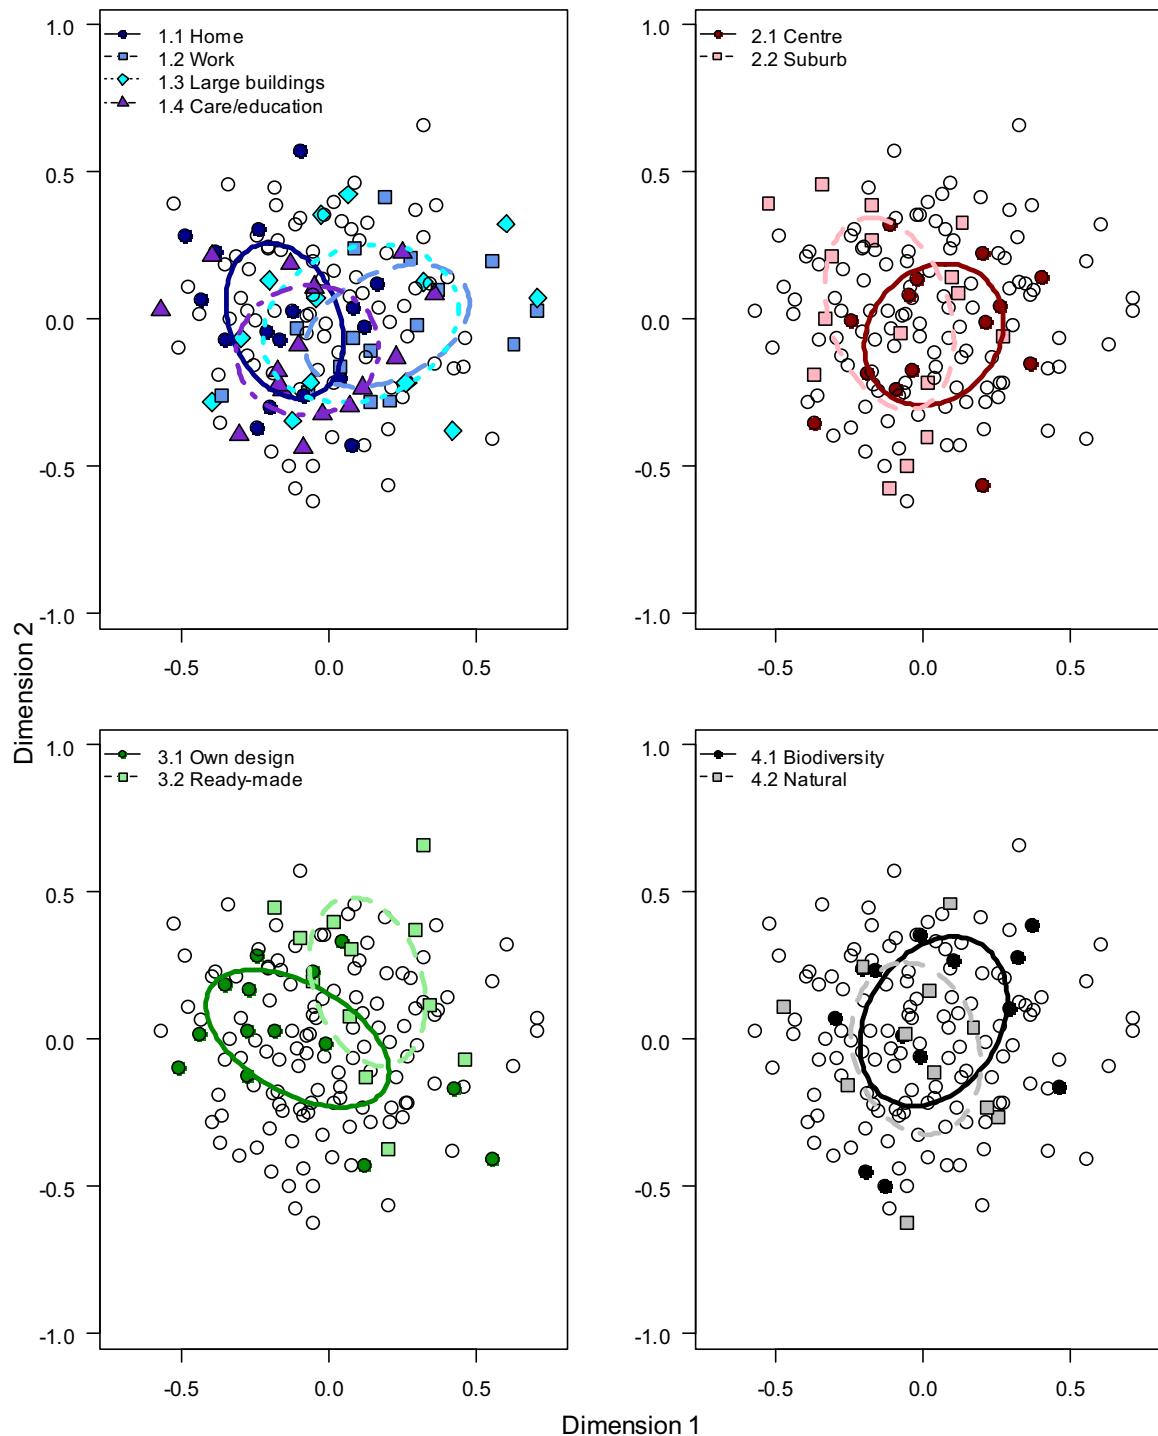 1.0
0.5
0.0
-0.5
-1.0
1.1 Home
1.2 Work
1.3 Large buildings
1.4 Care/education
-0.5 0.0 0.5
1.0
0.5
0.0
-0.5
-1.0
2.1 Centre
2.2 Suburb
-0.5 0.0 0.5
Dimension 2
1.0
0.5
0.0
-0.5
-1.0
3.1 Own design
3.2 Ready-made
-0.5 0.0 0.5
1.0
0.5
0.0
-0.5
-1.0
4.1 Biodiversity
4.2 Natural
-0.5 0.0 0.5
Dimension 1